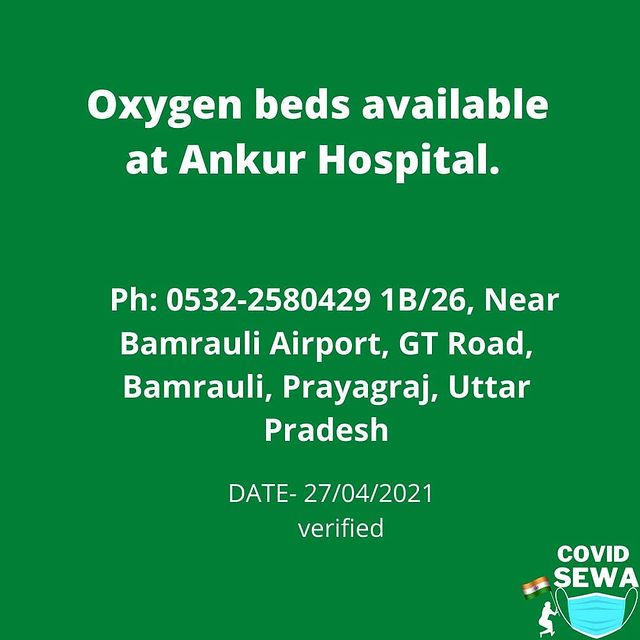 Oxygen beds available
at Ankur Hospital.
Ph: 0532-2580429 1B/26, Near
Bamrauli Airport, GT Road,
Bamrauli, Prayagraj, Uttar
Pradesh
DATE- 27/04/2021
verified
COVID
SEWA